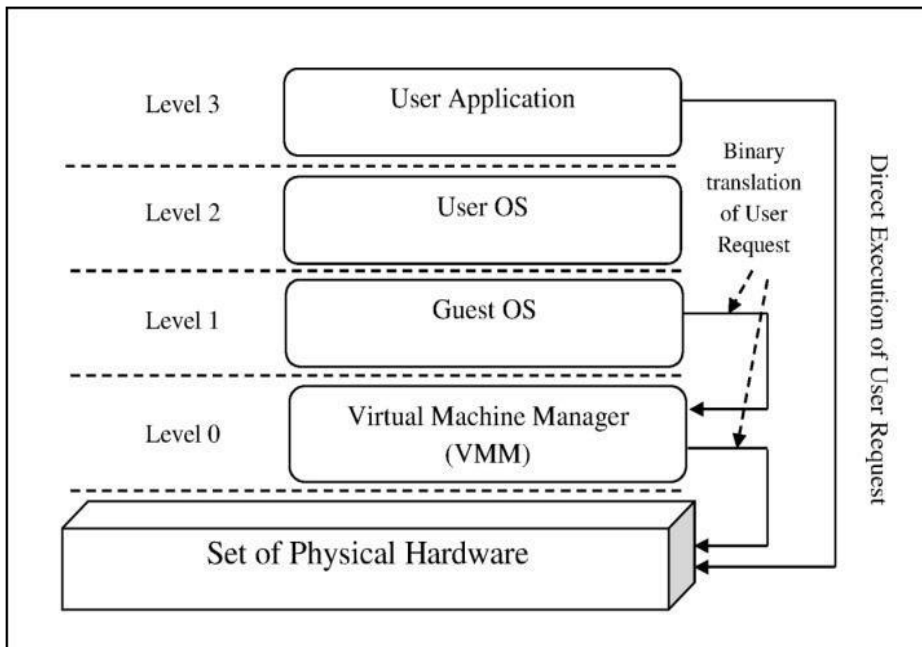 Level 3
User Application
Level 2
User OS
Level 1
Guest OS
Level 0
Virtual Machine Manager
(VMM)
Set of Physical Hardware
Binary
translation
of User
Request
Direct Execution of User Request